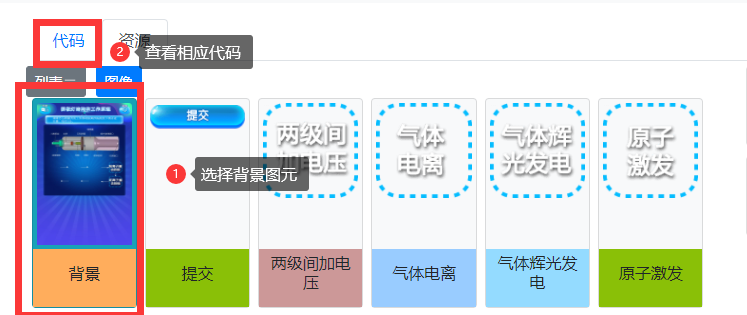 代码
资源
2 查看相应代码
图像
提交
两级间
加电压
气体
电离
气体辉
光发电
原子
激发
1 选择背景图元
背景
提交
两级间加电
压
气体电离
气体辉光发
电
原子激发